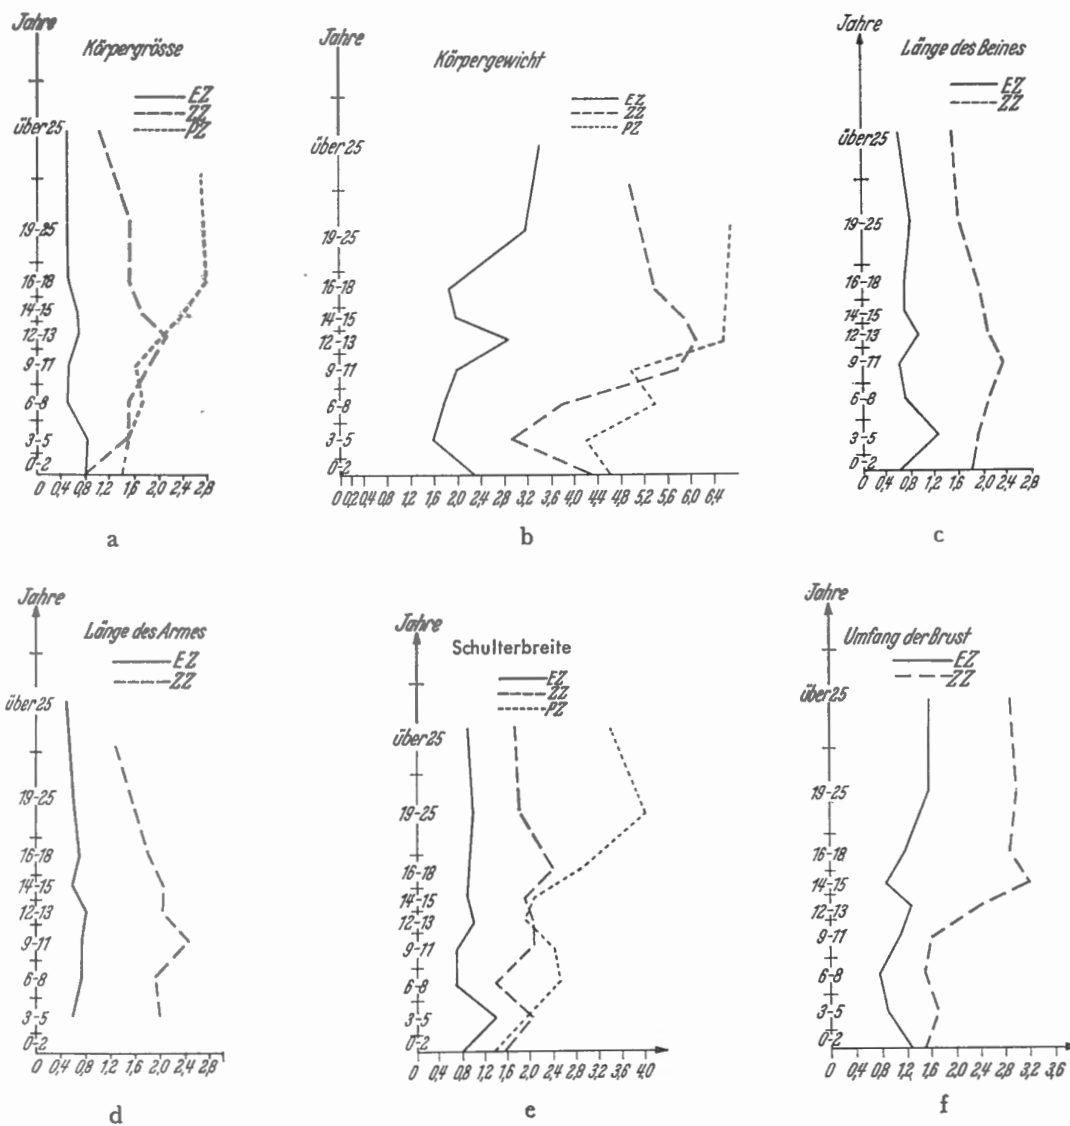 Jahre
Körpergrösse
EZ
ZZ
PZ
über 25
19-25
16-18
14-15
12-13
9-11
6-8
3-5
0-2
0 0,4 0,8 1,2 1,6 2,0 2,4 2,8
a
Jahre
Körpergewicht
EZ
ZZ
PZ
über 25
19-25
16-18
14-15
12-13
9-11
6-8
3-5
0-2
0 0,2 0,4 0,8 1,2 1,6 2,0 2,4 2,8 3,2 3,6 4,0 4,4 4,8 5,2 5,6 6,0 6,4
b
Jahre
Länge des Beines
EZ
ZZ
über 25
19-25
16-18
14-15
12-13
9-11
6-8
3-5
0-2
0 0,4 0,8 1,2 1,6 2,0 2,4 2,8
c
Jahre
Länge des Armes
EZ
ZZ
über 25
19-25
16-18
14-15
12-13
9-11
6-8
3-5
0-2
0 0,4 0,8 1,2 1,6 2,0 2,4 2,8
d
Jahre
Schulterbreite
EZ
ZZ
PZ
über 25
19-25
16-18
14-15
12-13
9-11
6-8
3-5
0-2
0 0,4 0,8 1,2 1,6 2,0 2,4 2,8 3,2 3,6 4,0
e
Jahre
Umfang der Brust
EZ
ZZ
über 25
19-25
16-18
14-15
12-13
9-11
6-8
3-5
0-2
0 0,4 0,8 1,2 1,6 2,0 2,4 2,8 3,2 3,6
f